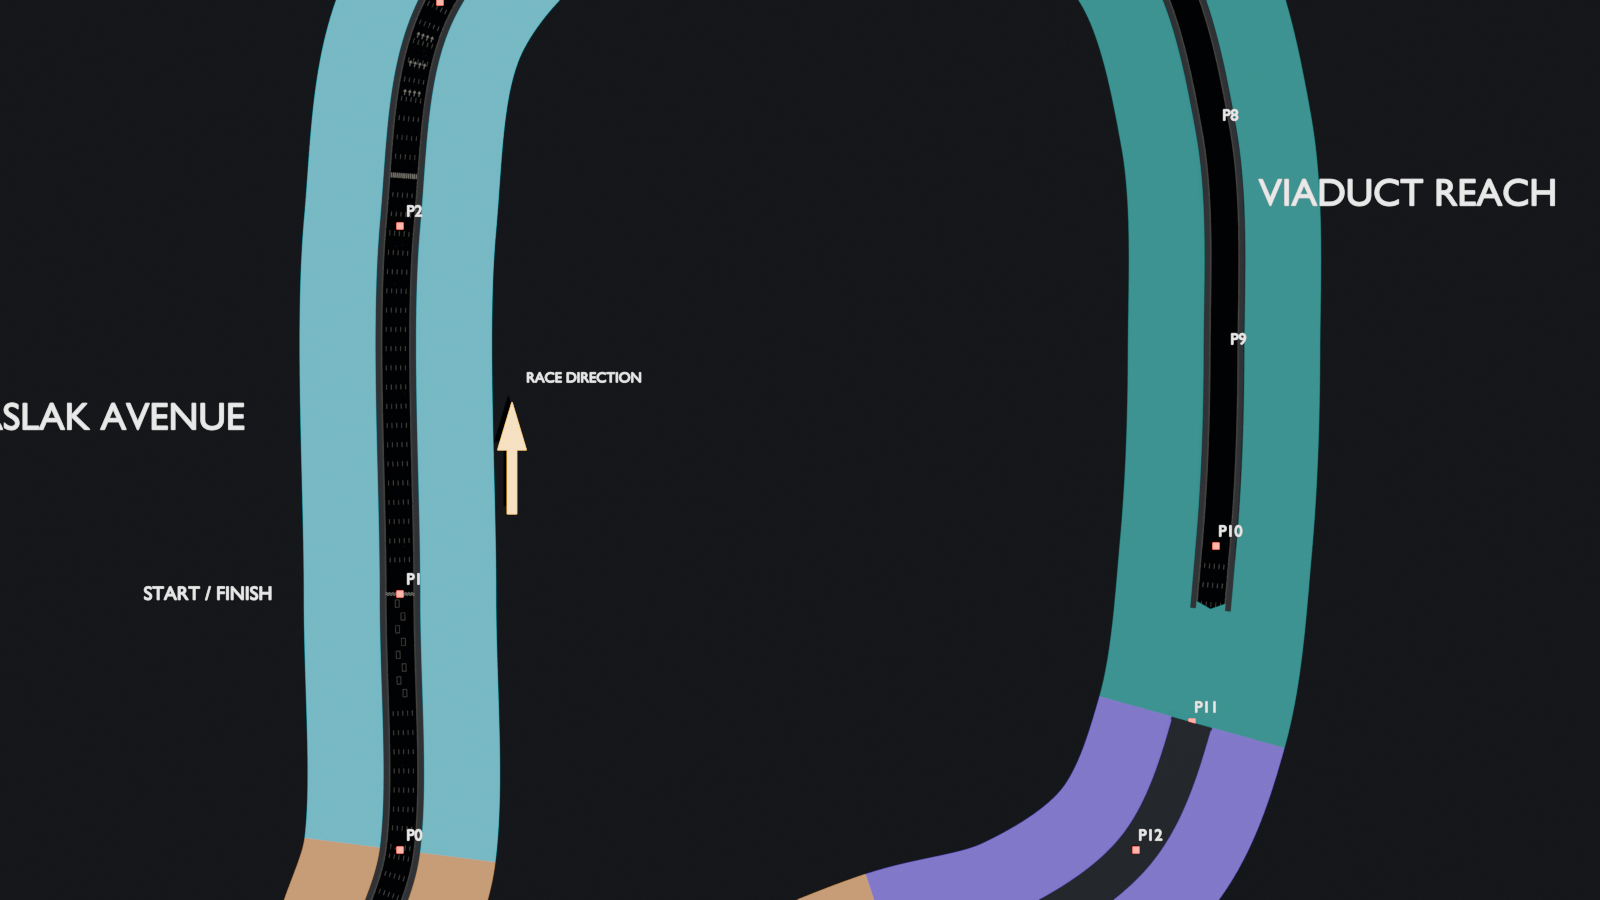 P8
VIADUCT REACH
P2
P9
RACE DIRECTION
AVENUE
P10
P1
START / FINISH
P11
P0
P12